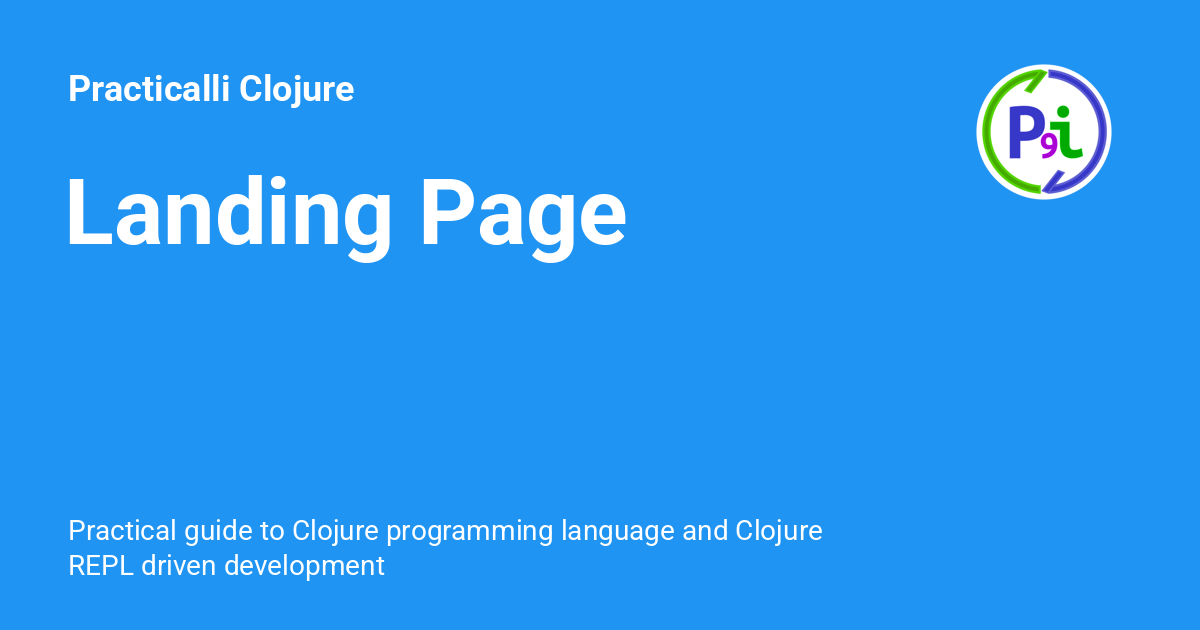 Practicalli Clojure
P9i
Landing Page
Practical guide to Clojure programming language and Clojure
REPL driven development